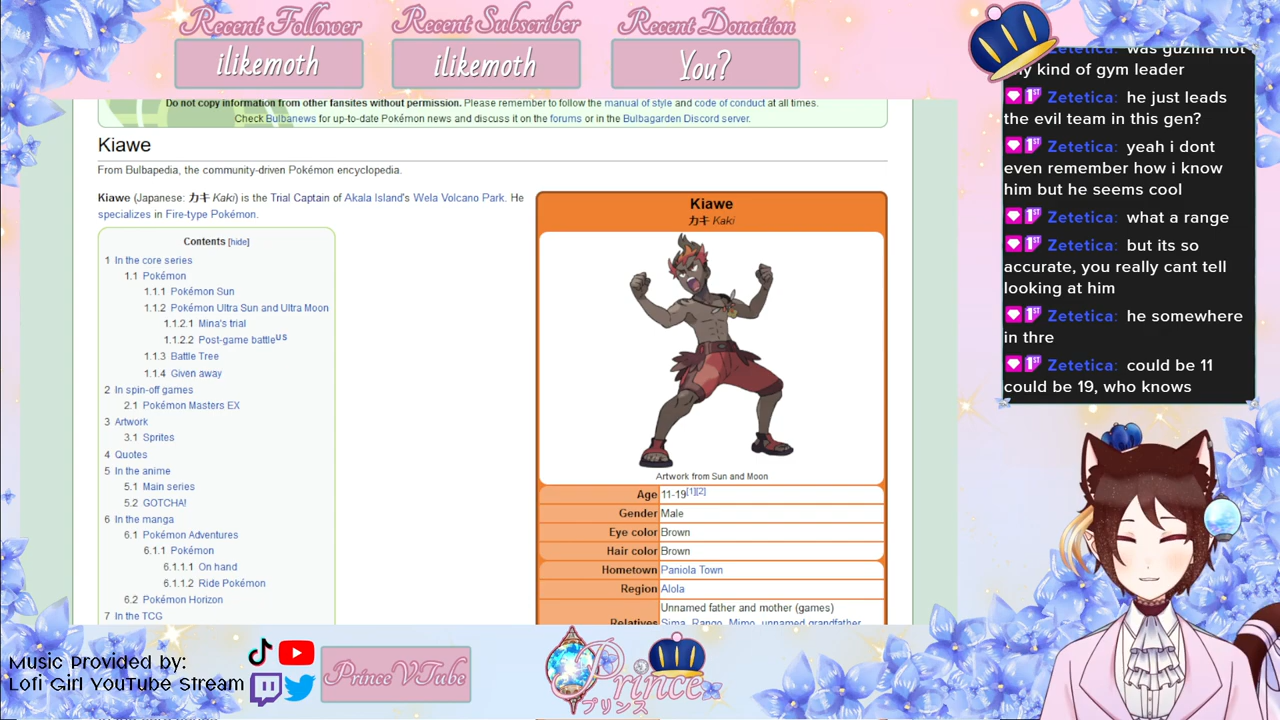 Recent Follower
ilikemoth
Recent Subscriber
ilikemoth
Recent Donation
You?
Do not copy information from other fansites without permission. Please remember to follow the manual of style and code of conduct at all times.
Check Bulbanews for up-to-date Pokémon news and discuss it on the forums or in the Bulbagarden Discord server.
Kiawe
From Bulbapedia, the community-driven Pokémon encyclopedia.
Kiawe (Japanese: カキ Kaki) is the Trial Captain of Akala Island's Wela Volcano Park. He
specializes in Fire-type Pokémon.
Contents [hide]
1 In the core series
1.1 Pokémon
1.1.1 Pokémon Sun
1.1.2 Pokémon Ultra Sun and Ultra Moon
1.1.2.1 Mina's trial
1.1.2.2 Post-game battleUS
1.1.3 Battle Tree
1.1.4 Given away
2 In spin-off games
2.1 Pokémon Masters EX
3 Artwork
3.1 Sprites
4 Quotes
5 In the anime
5.1 Main series
5.2 GOTCHA!
6 In the manga
6.1 Pokémon Adventures
6.1.1 Pokémon
6.1.1.1 On hand
6.1.1.2 Ride Pokémon
6.2 Pokémon Horizon
7 In the TCG
Kiawe
カキ Kaki
Artwork from Sun and Moon
Age 11-19[1][2]
Gender Male
Eye color Brown
Hair color Brown
Hometown Paniola Town
Region Alola
Unnamed father and mother (games)
Relatives Sima, Rango, Mimo, unnamed grandfather
Zetetica: was guzma not
my kind of gym leader
1ST Zetetica: he just leads
the evil team in this gen?
1ST Zetetica: yeah i dont
even remember how i know
him but he seems cool
1ST Zetetica: what a range
1ST Zetetica: but its so
accurate, you really cant tell
looking at him
1ST Zetetica: he somewhere
in thre
1ST Zetetica: could be 11
could be 19, who knows
Music Provided by:
Lofi Girl YouTube Stream
Prince VTube
Prince
プリンス